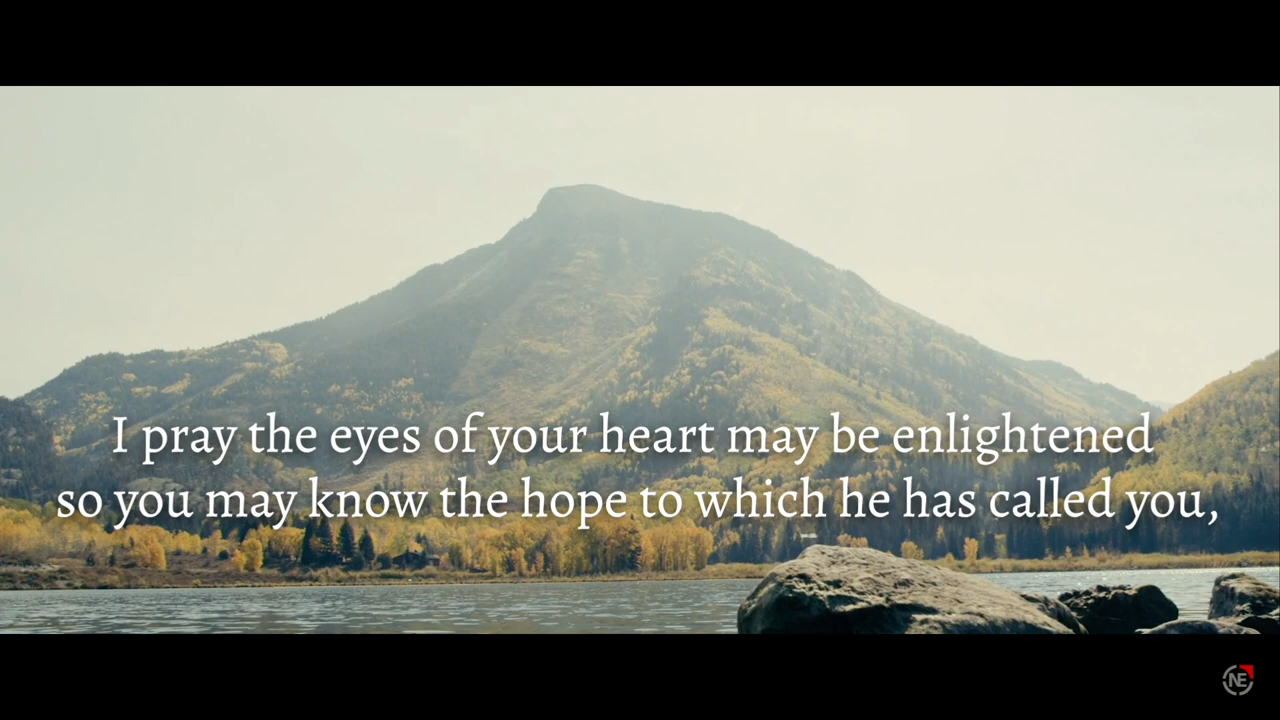 I pray the eyes of your heart may be enlightened
so you may know the hope to which he has called you,
NE